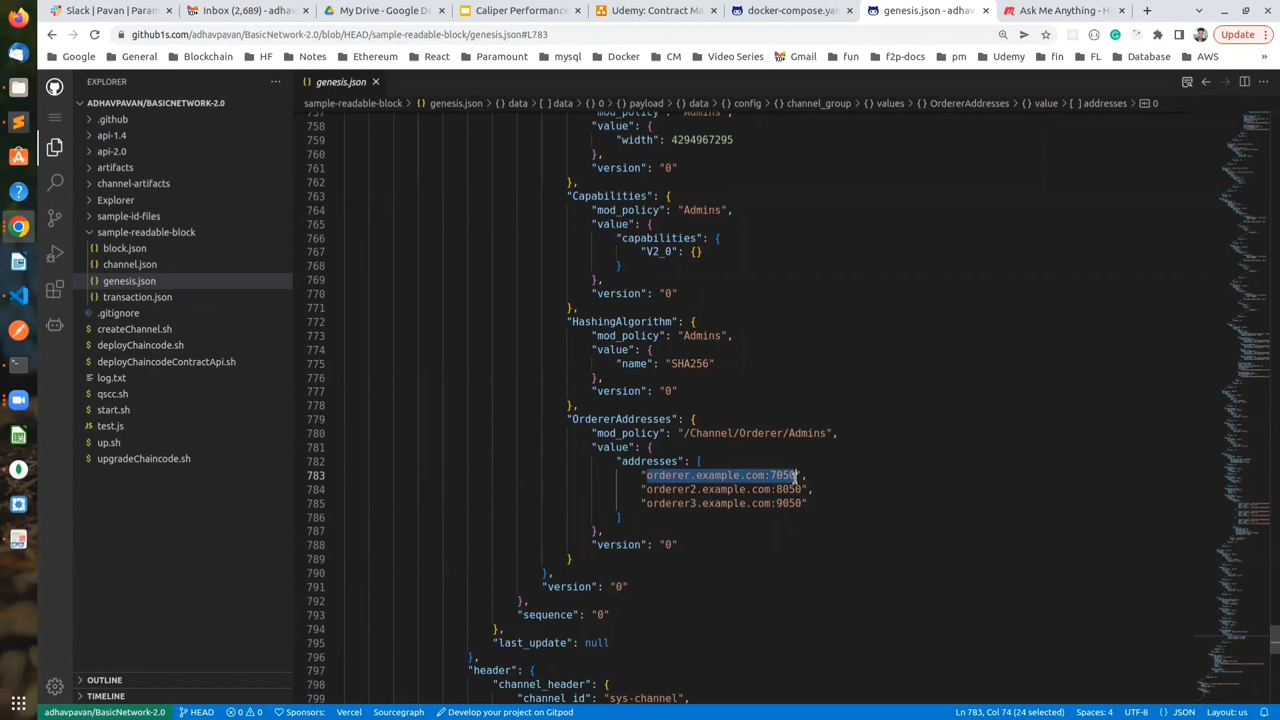 Slack | Pavan | Param
Inbox (2,689) - adhav
My Drive - Google Dr
Caliper Performance
Udemy: Contract Ma
docker-compose.yam
genesis.json - adhav
Ask Me Anything - Hy
github1s.com/adhavpavan/BasicNetwork-2.0/blob/HEAD/sample-readable-block/genesis.json#L783
Update
Google
General
Blockchain
HR
Notes
Ethereum
React
Paramount
mysql
Docker
CM
Video Series
Gmail
fun
f2p-docs
pm
Udemy
fin
FL
Database
AWS
EXPLORER
genesis.json
ADHAVPAVAN/BASICNETWORK-2.0
sample-readable-block > genesis.json > {} data > [ ] data > {} 0 > {} payload > {} data > {} config > {} channel_group > {} values > {} OrdererAddresses > {} value > [ ] addresses > 0
.github
api-1.4
api-2.0
artifacts
channel-artifacts
Explorer
sample-id-files
sample-readable-block
block.json
channel.json
genesis.json
transaction.json
.gitignore
createChannel.sh
deployChaincode.sh
deployChaincodeContractApi.sh
log.txt
qscc.sh
start.sh
test.js
up.sh
upgradeChaincode.sh
OUTLINE
TIMELINE
757 "mod_policy": "Admins",
758 "value": {
759 "width": 4294967295
760 },
761 "version": "0"
762 },
763 "Capabilities": {
764 "mod_policy": "Admins",
765 "value": {
766 "capabilities": {
767 "V2_0": {}
768 }
769 },
770 "version": "0"
771 },
772 "HashingAlgorithm": {
773 "mod_policy": "Admins",
774 "value": {
775 "name": "SHA256"
776 },
777 "version": "0"
778 },
779 "OrdererAddresses": {
780 "mod_policy": "/Channel/Orderer/Admins",
781 "value": {
782 "addresses": [
783 "orderer.example.com:7050",
784 "orderer2.example.com:8050",
785 "orderer3.example.com:9050"
786 ]
787 },
788 "version": "0"
789 }
790 },
791 "version": "0"
792 },
793 "sequence": "0"
794 },
795 "last_update": null
796 },
797 "header": {
798 "channel_header": {
799 "channel_id": "sys-channel",
adhavpavan/BasicNetwork-2.0
HEAD
0
0
Sponsors:
Vercel
Sourcegraph
Develop your project on Gitpod
Ln 783, Col 74 (24 selected)
Spaces: 4
UTF-8
{} JSON
Layout: us